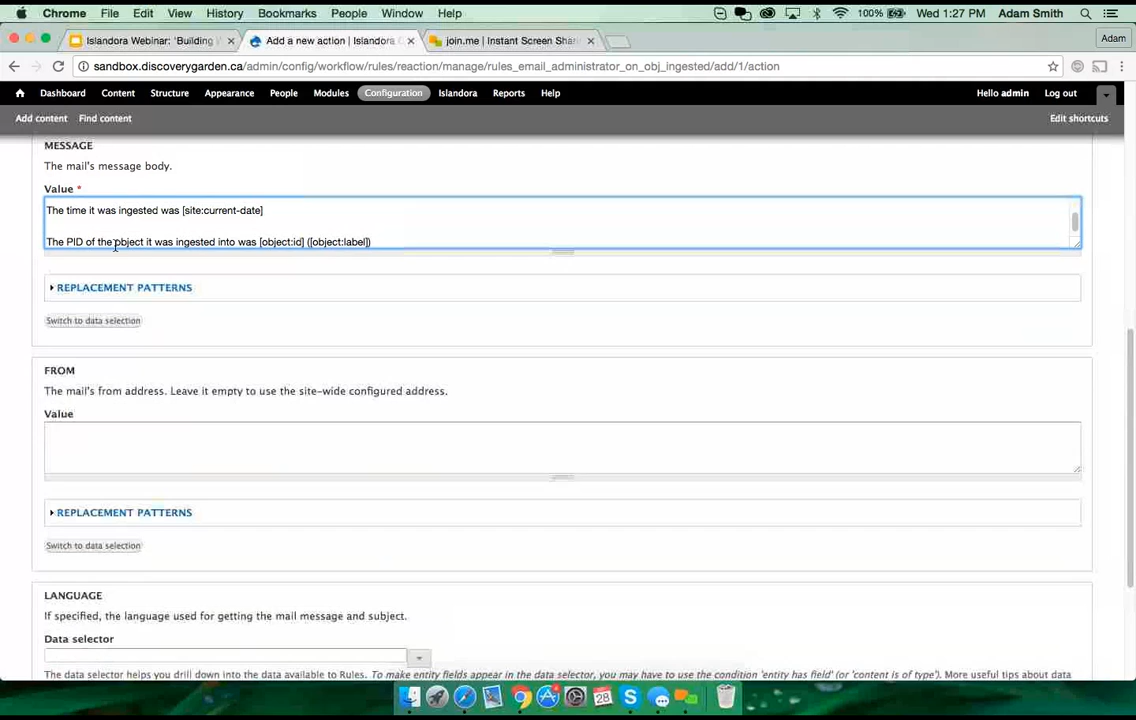 Chrome File Edit View History Bookmarks People Window Help 100% Wed 1:27 PM Adam Smith
Islandora Webinar: 'Building Add a new action | Islandora join.me | Instant Screen Shar Adam
sandbox.discoverygarden.ca/admin/config/workflow/rules/reaction/manage/rules_email_administrator_on_obj_ingested/add/1/action
Dashboard Content Structure Appearance People Modules Configuration Islandora Reports Help Hello admin Log out
Add content Find content Edit shortcuts
MESSAGE
The mail's message body.
Value *
The time it was ingested was [site:current-date]
The PID of the object it was ingested into was [object:id] ([object:label])
REPLACEMENT PATTERNS
Switch to data selection
FROM
The mail's from address. Leave it empty to use the site-wide configured address.
Value
REPLACEMENT PATTERNS
Switch to data selection
LANGUAGE
If specified, the language used for getting the mail message and subject.
Data selector
The data selector helps you drill down into the data available to Rules. To make entity fields appear in the data selector, you may have to use the condition 'entity has field' (or 'content is of type'). More useful tips about data
28